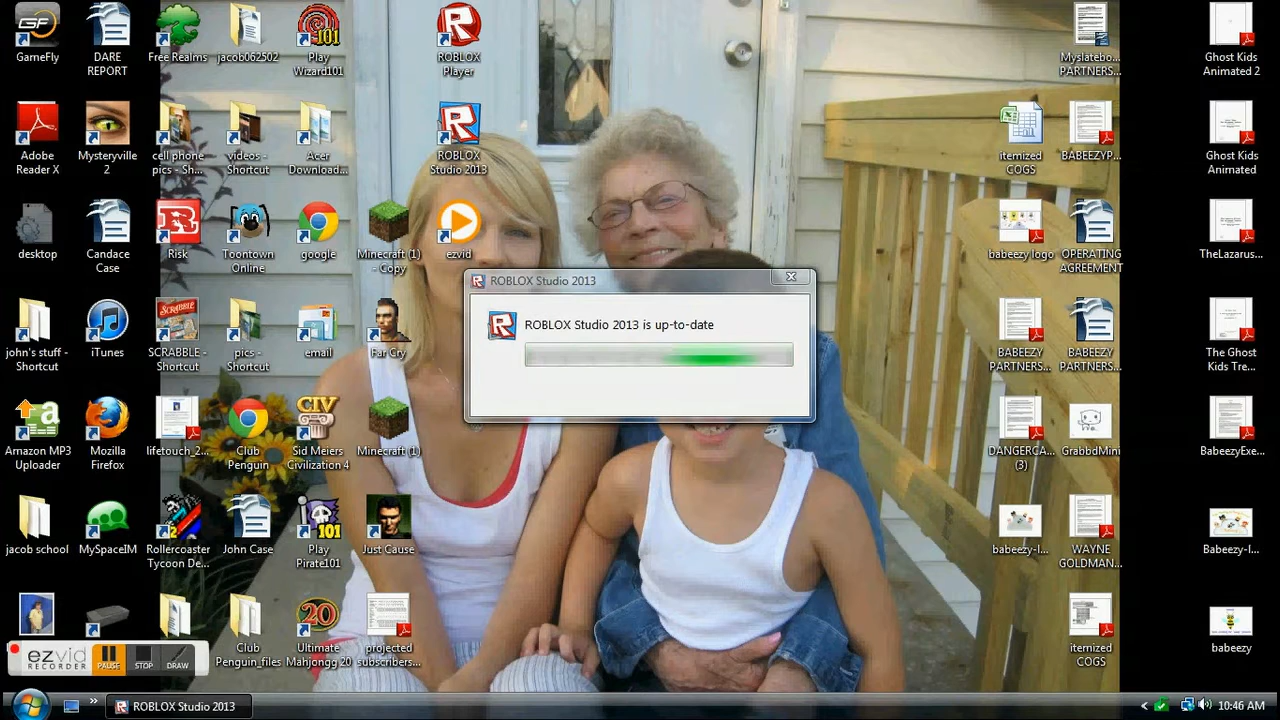 GameFly
DARE
REPORT
Free Realms
jacob062502
Play
Wizard101
ROBLOX
Player
Myslatebo...
PARTNERS...
Ghost Kids
Animated 2
Adobe
Reader X
Mysteryville
2
cell phone
pics - Sh...
videos -
Shortcut
Acer
Download...
ROBLOX
Studio 2013
itemized
COGS
BABEEZYP...
Ghost Kids
Animated
desktop
Candace
Case
Risk
Toontown
Online
google
Minecraft (1)
- Copy
ezvid
babeezy logo
OPERATING
AGREEMENT
TheLazarus...
ROBLOX Studio 2013
ROBLOX Studio 2013 is up-to-date
john's stuff -
Shortcut
iTunes
SCRABBLE -
Shortcut
pics -
Shortcut
email
Far Cry
BABEEZY
PARTNERS...
BABEEZY
PARTNERS...
The Ghost
Kids Tre...
Amazon MP3
Uploader
Mozilla
Firefox
lifetouch_2...
Club
Penguin
CIV
Sid Meiers
Civilization 4
Minecraft (1)
DANGERCA...
(3)
GrabbdMini
BabeezyExe...
jacob school
MySpaceIM
Rollercoaster
Tycoon De...
John Case
Play
Pirate101
Just Cause
babeezy-l...
WAYNE
GOLDMAN...
Babeezy-l...
ezvid
RECORDER
PAUSE
STOP
DRAW
Club
Penguin_files
20
Ultimate
Mahjongg 20
projected
subscribers...
itemized
COGS
babeezy
ROBLOX Studio 2013
10:46 AM